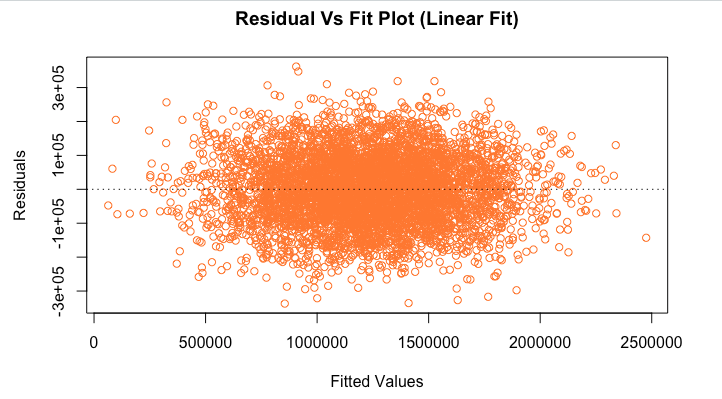 Residual Vs Fit Plot (Linear Fit)
Residuals
3e+05
1e+05
-1e+05
-3e+05
0 500000 1000000 1500000 2000000 2500000
Fitted Values